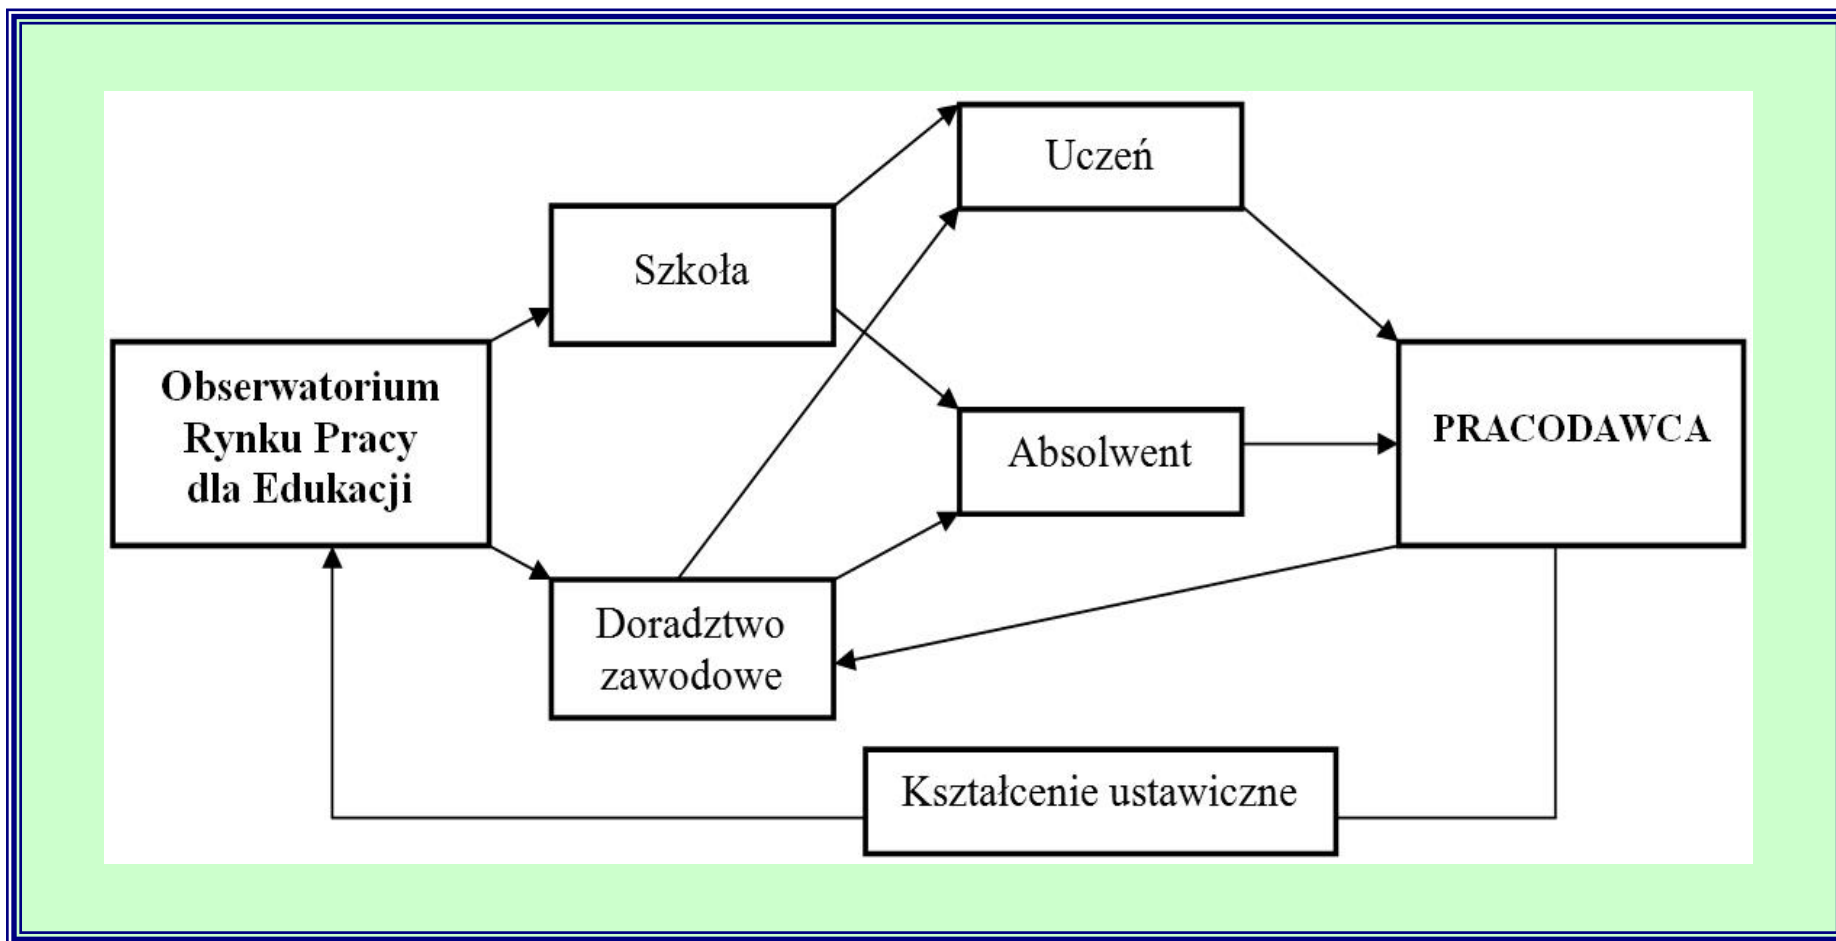 Uczeń
Szkoła
Obserwatorium
Rynku Pracy
dla Edukacji
PRACODAWCA
Absolwent
Doradztwo
zawodowe
Kształcenie ustawiczne